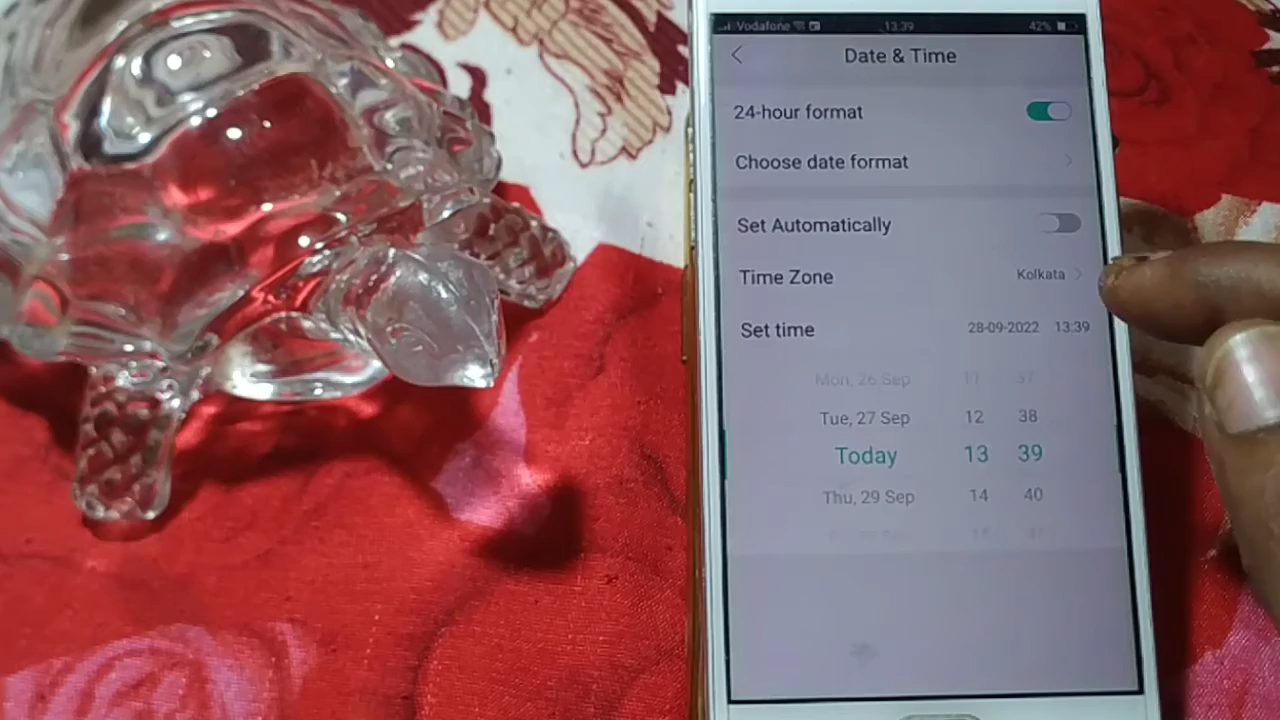 Vodafone 13:39 42%
Date & Time
24-hour format
Choose date format
Set Automatically
Time Zone Kolkata
Set time 28-09-2022 13:39
Mon, 26 Sep 11 37
Tue, 27 Sep 12 38
Today 13 39
Thu, 29 Sep 14 40